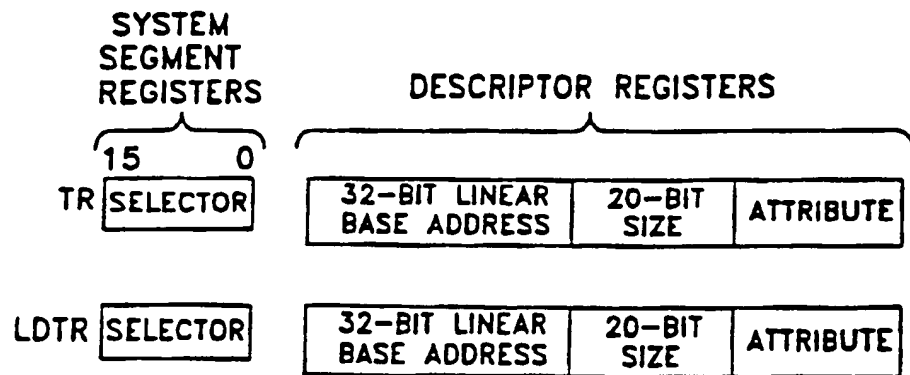 SYSTEM
SEGMENT
REGISTERS
DESCRIPTOR REGISTERS
15 0
TR SELECTOR 32-BIT LINEAR BASE ADDRESS 20-BIT SIZE ATTRIBUTE
LDTR SELECTOR 32-BIT LINEAR BASE ADDRESS 20-BIT SIZE ATTRIBUTE